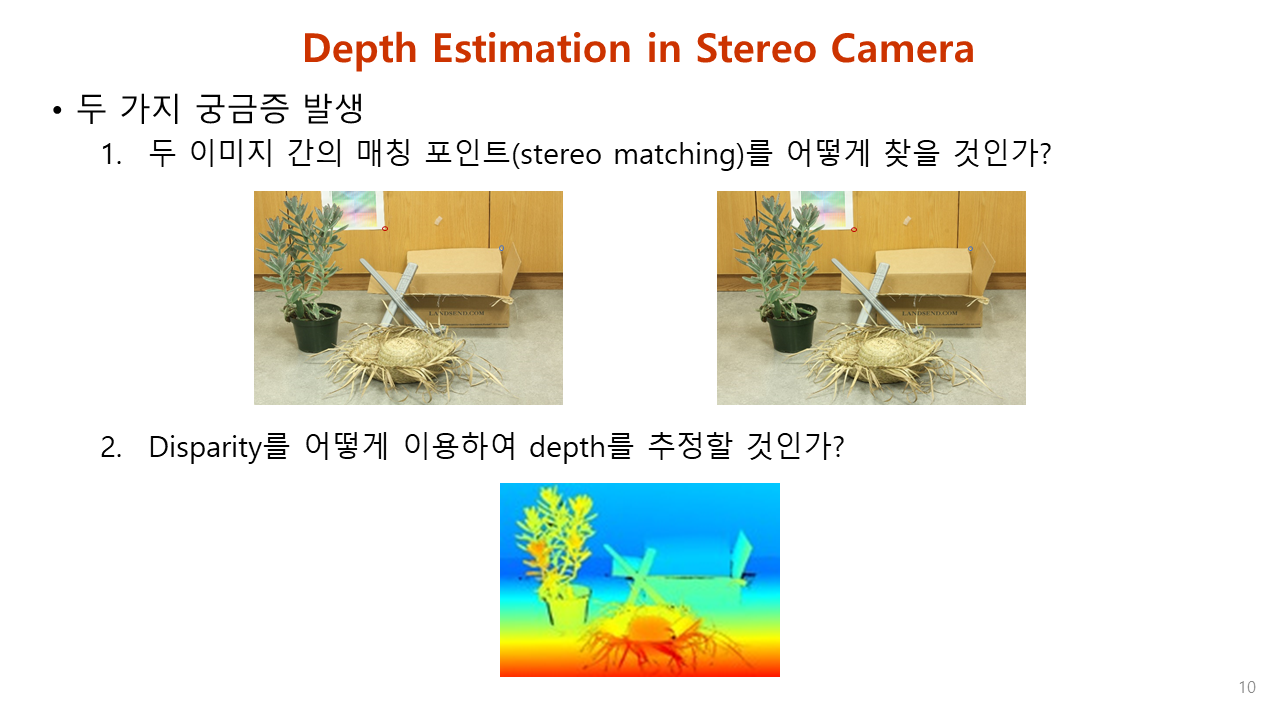 Depth Estimation in Stereo Camera
• 두 가지 궁금증 발생
1. 두 이미지 간의 매칭 포인트(stereo matching)를 어떻게 찾을 것인가?
LANDSEND.COM
LANDSEND.COM
2. Disparity를 어떻게 이용하여 depth를 추정할 것인가?
10